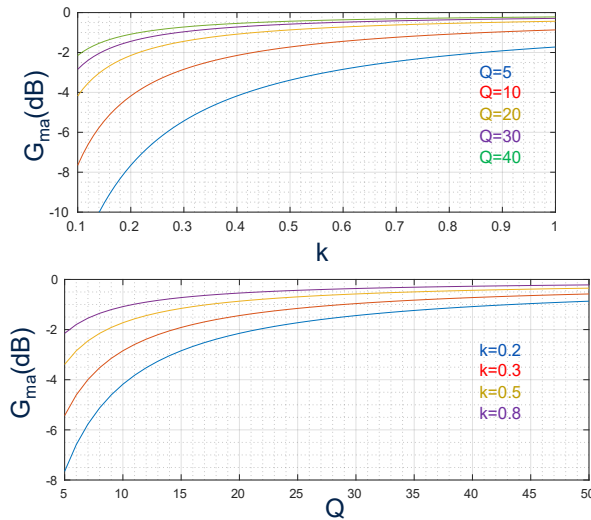 0
-2
-4
-6
-8
-10
G_ma(dB)
Q=5
Q=10
Q=20
Q=30
Q=40
0.1 0.2 0.3 0.4 0.5 0.6 0.7 0.8 0.9 1
k
0
-2
-4
-6
-8
G_ma(dB)
k=0.2
k=0.3
k=0.5
k=0.8
5 10 15 20 25 30 35 40 45 50
Q